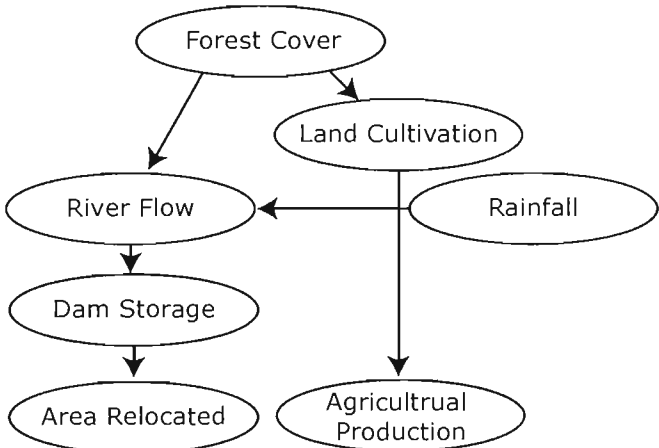 Forest Cover
Land Cultivation
River Flow
Rainfall
Dam Storage
Area Relocated
Agricultrual
Production